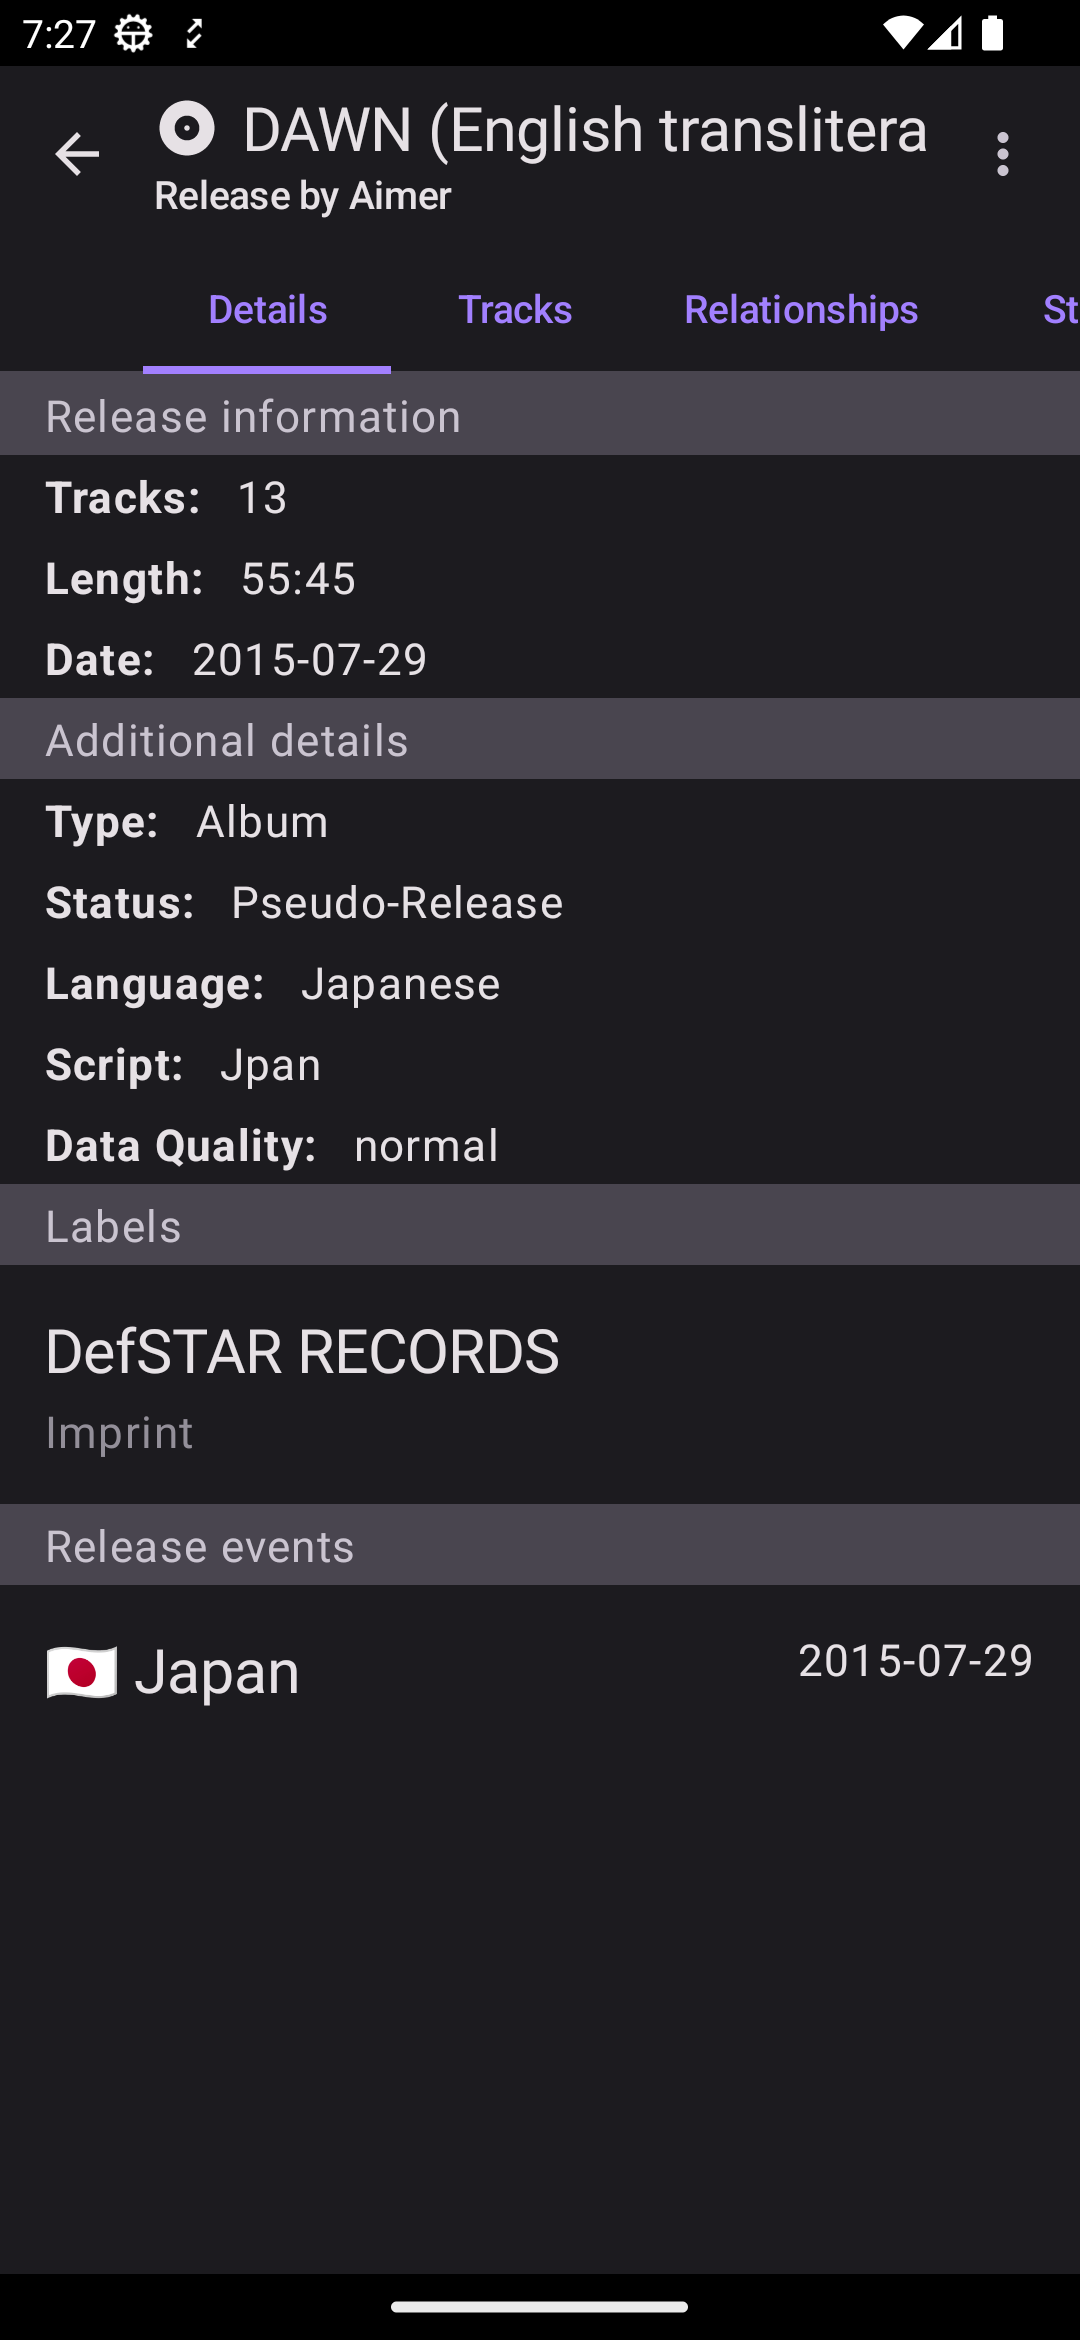 7:27
DAWN (English translitera
Release by Aimer
Details Tracks Relationships St
Release information
Tracks: 13
Length: 55:45
Date: 2015-07-29
Additional details
Type: Album
Status: Pseudo-Release
Language: Japanese
Script: Jpan
Data Quality: normal
Labels
DefSTAR RECORDS
Imprint
Release events
Japan 2015-07-29